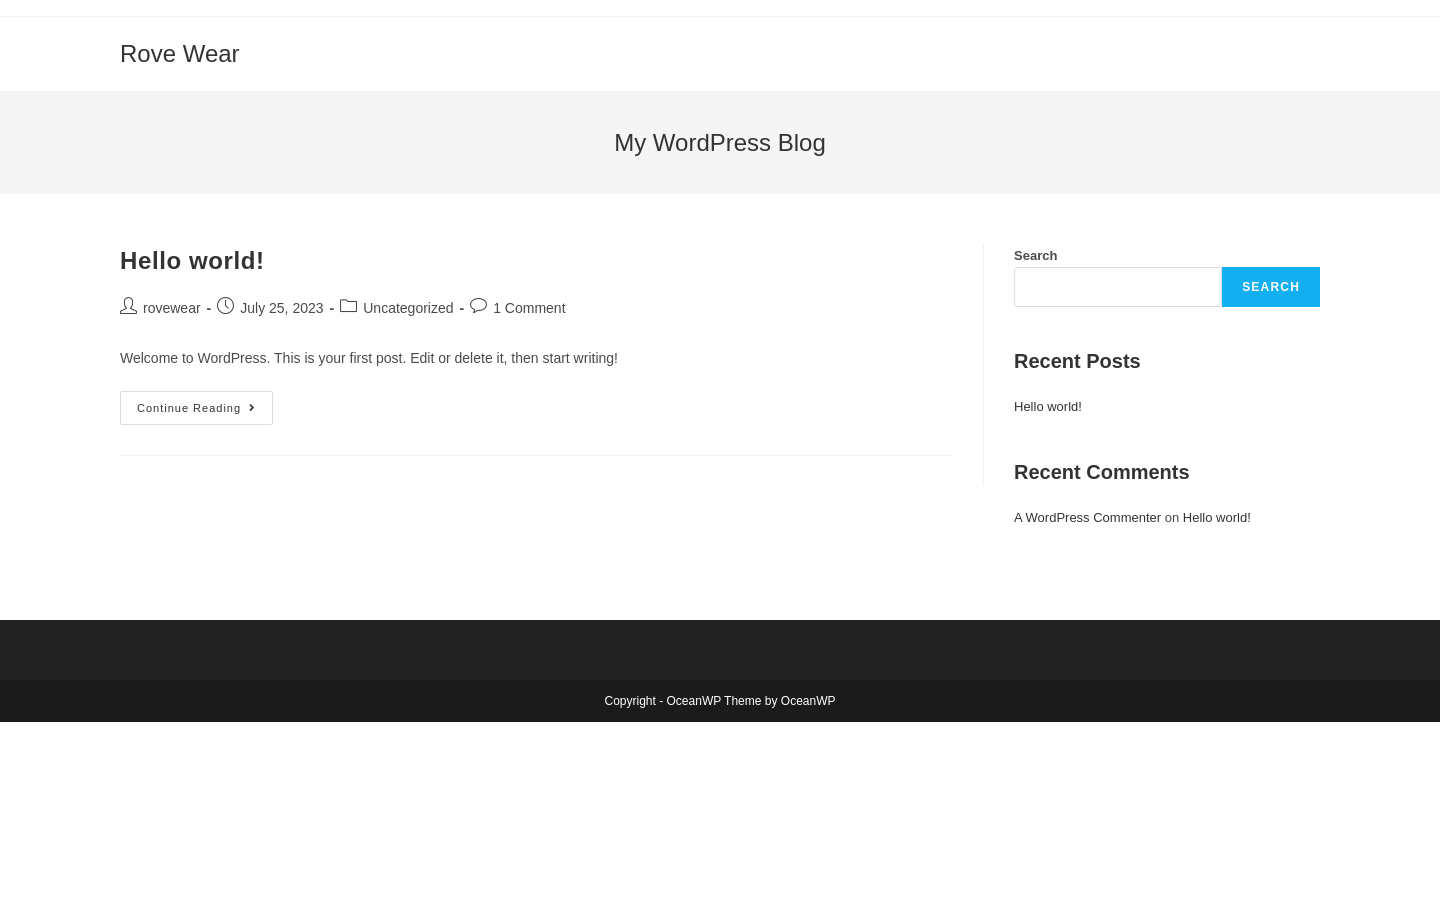 Rove Wear
My WordPress Blog
Hello world!
rovewear - July 25, 2023 - Uncategorized - 1 Comment
Welcome to WordPress. This is your first post. Edit or delete it, then start writing!
Continue Reading
Search
SEARCH
Recent Posts
Hello world!
Recent Comments
A WordPress Commenter on Hello world!
Copyright - OceanWP Theme by OceanWP